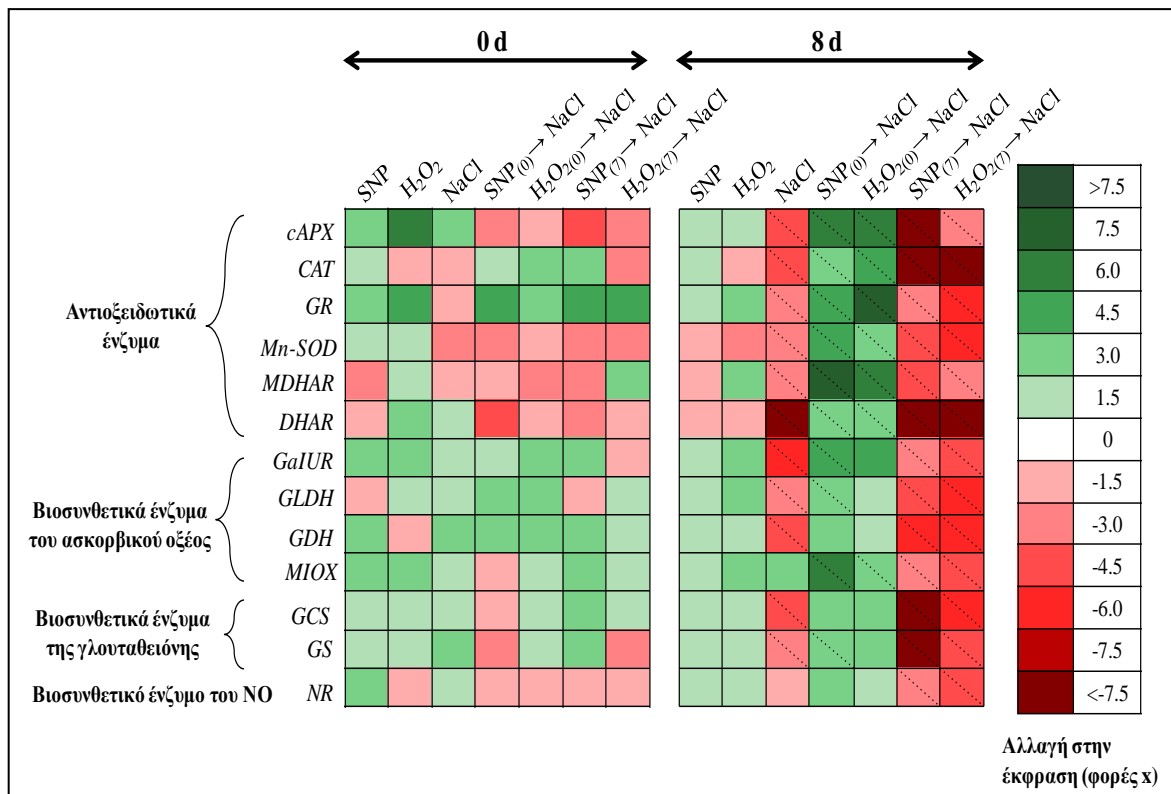 0 d
8 d
SNP
H₂O₂
NaCl
SNP₍₀₎→ NaCl
H₂O₂₍₀₎→ NaCl
SNP₍₇₎→ NaCl
H₂O₂₍₇₎→ NaCl
SNP
H₂O₂
NaCl
SNP₍₀₎→ NaCl
H₂O₂₍₀₎→ NaCl
SNP₍₇₎→ NaCl
H₂O₂₍₇₎→ NaCl
Αντιοξειδωτικά
ένζυμα
cAPX
CAT
GR
Mn-SOD
MDHAR
DHAR
Βιοσυνθετικά ένζυμα
του ασκορβικού οξέος
GaIUR
GLDH
GDH
MIOX
Βιοσυνθετικά ένζυμα
της γλουταθειόνης
GCS
GS
Βιοσυνθετικό ένζυμο του ΝΟ
NR
>7.5
7.5
6.0
4.5
3.0
1.5
0
-1.5
-3.0
-4.5
-6.0
-7.5
<-7.5
Αλλαγή στην
έκφραση (φορές x)